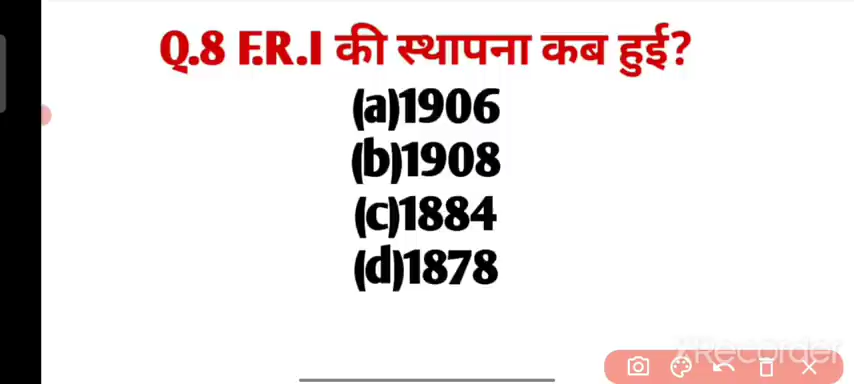 Q.8 F.R.I की स्थापना कब हुई?
(a)1906
(b)1908
(c)1884
(d)1878
Recorder